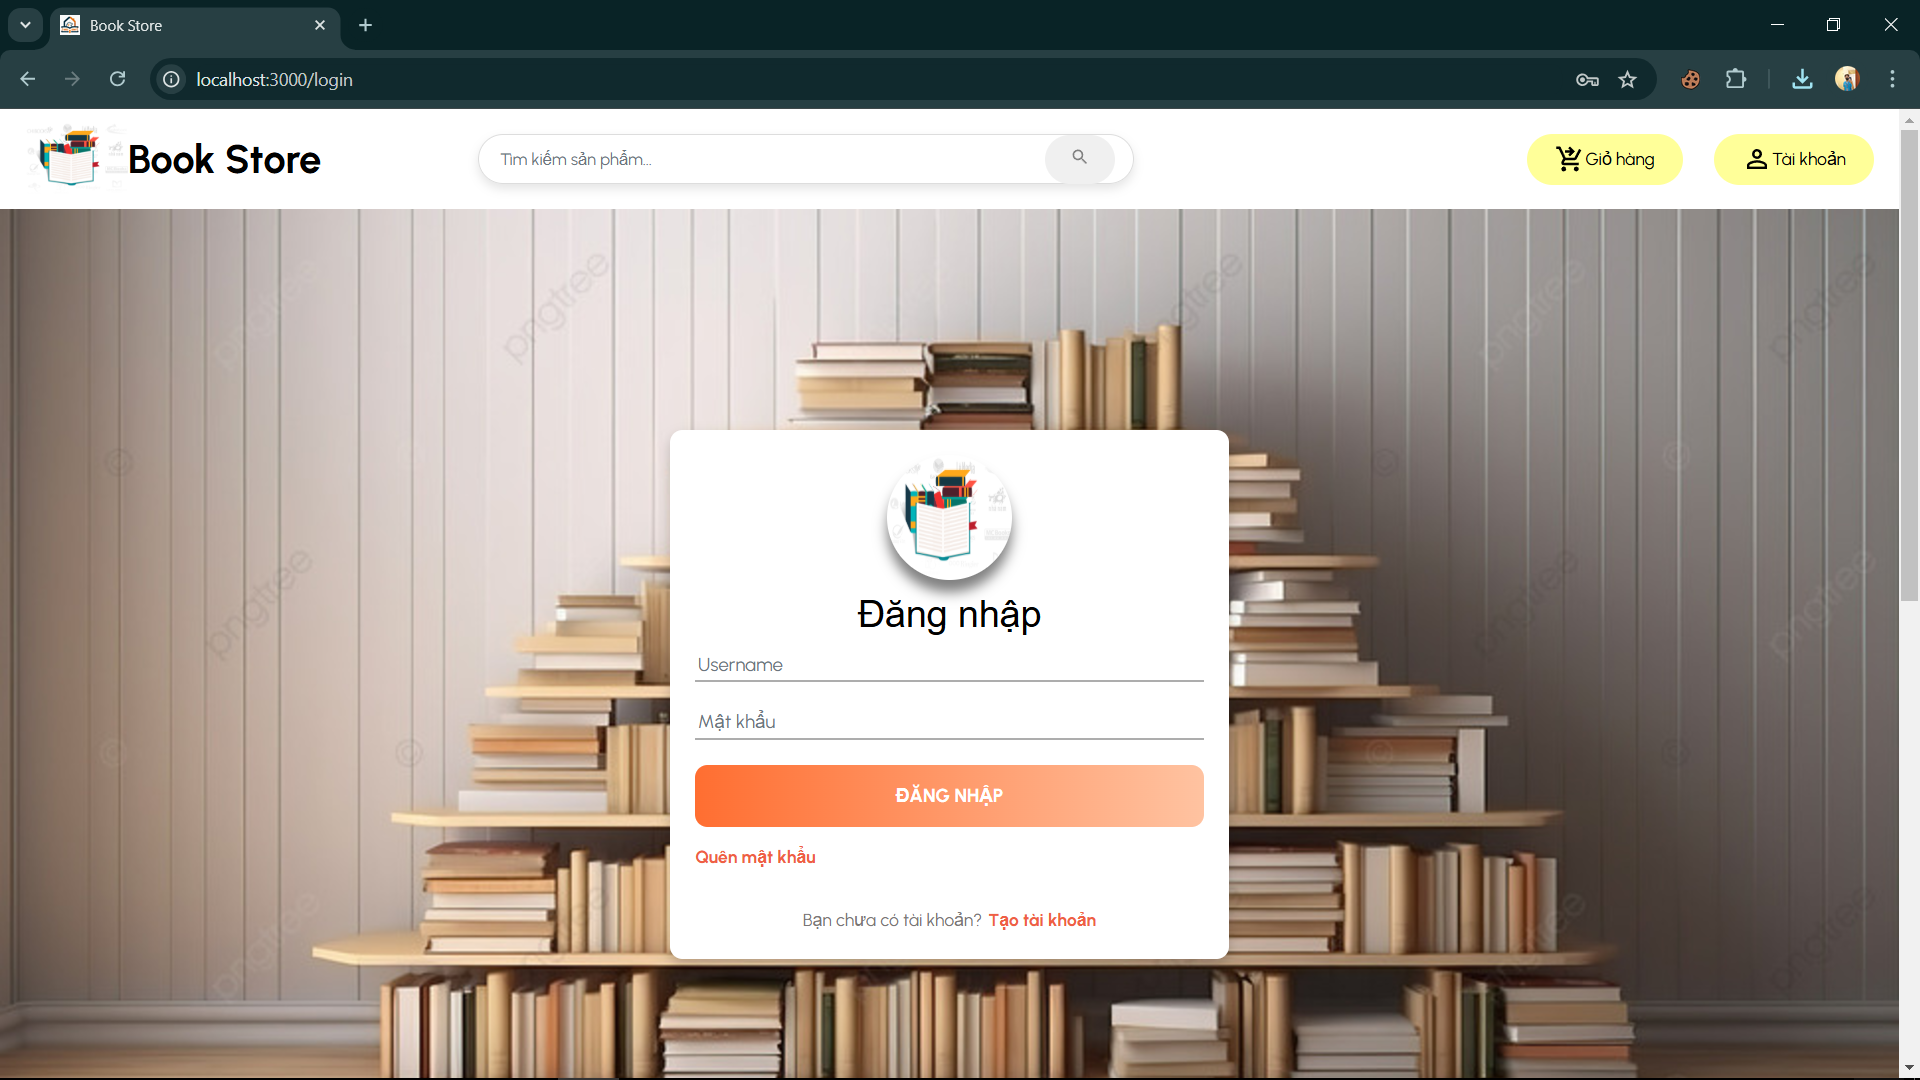 Book Store
localhost:3000/login
Book Store
Tìm kiếm sản phẩm...
Giỏ hàng
Tài khoản
pngtree
Đăng nhập
Username
Mật khẩu
ĐĂNG NHẬP
Quên mật khẩu
Bạn chưa có tài khoản? Tạo tài khoản